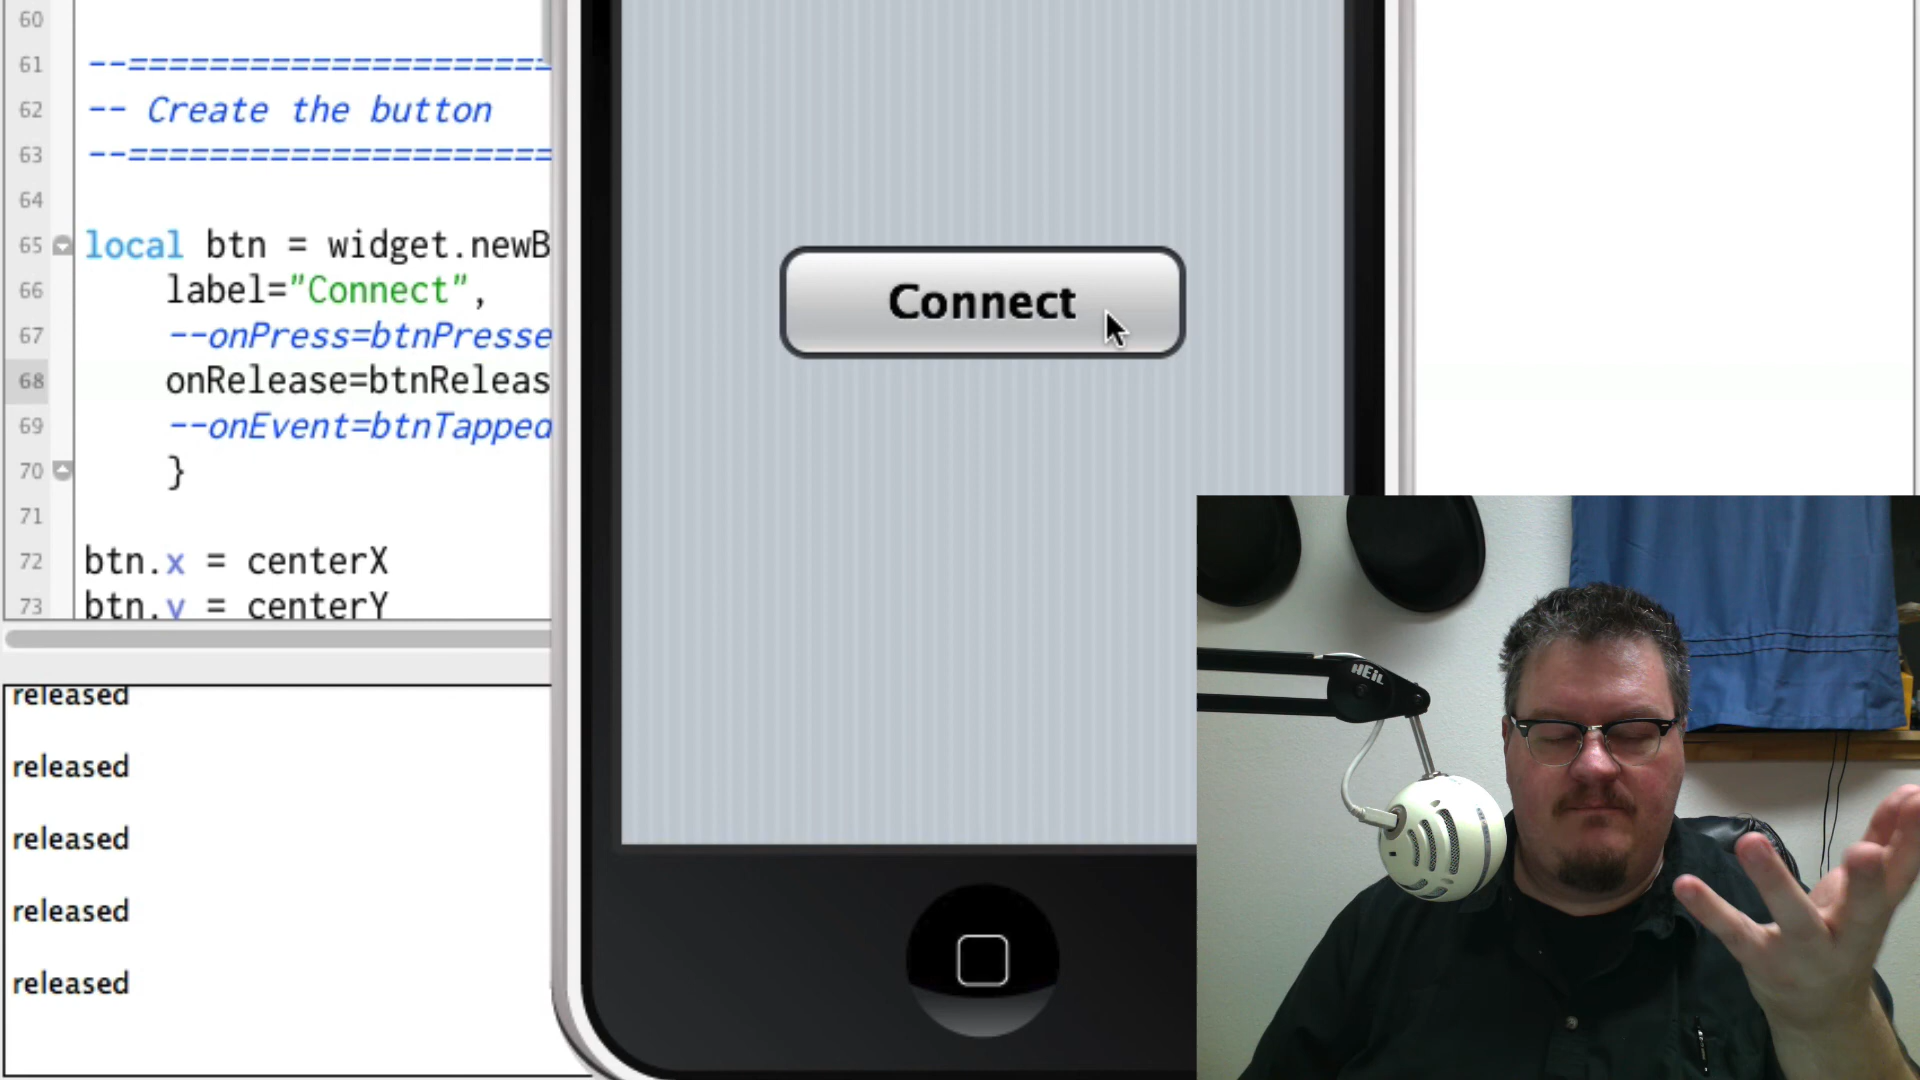 60
61 --=====================
62 -- Create the button
63 --=====================
64
65 local btn = widget.newB
66 label="Connect",
67 --onPress=btnPresse
68 onRelease=btnReleas
69 --onEvent=btnTapped
70 }
71
72 btn.x = centerX
73 btn.y = centerY
Connect
HEiL
released
released
released
released
released